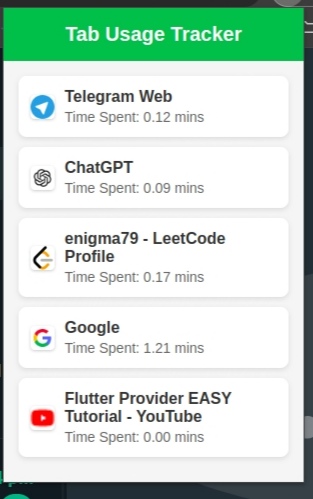 Tab Usage Tracker
Telegram Web
Time Spent: 0.12 mins
ChatGPT
Time Spent: 0.09 mins
enigma79 - LeetCode
Profile
Time Spent: 0.17 mins
Google
Time Spent: 1.21 mins
Flutter Provider EASY
Tutorial - YouTube
Time Spent: 0.00 mins